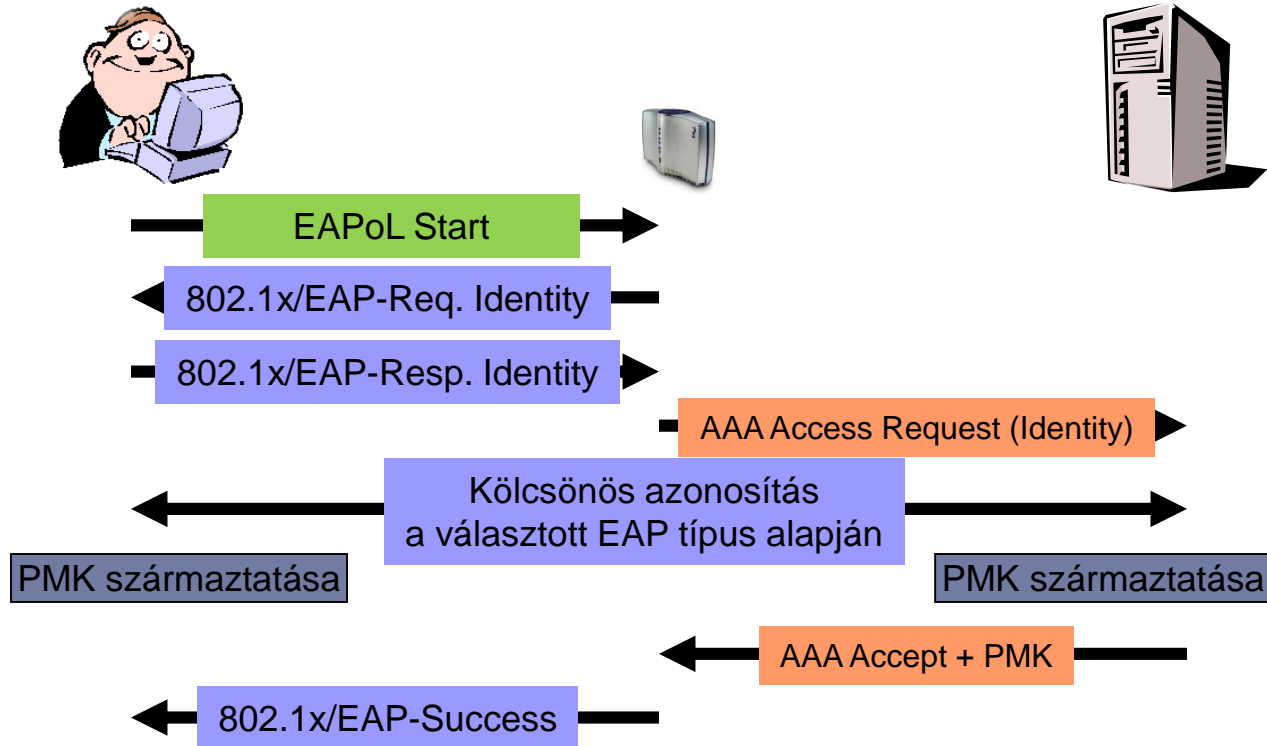 EAPoL Start
802.1x/EAP-Req. Identity
802.1x/EAP-Resp. Identity
AAA Access Request (Identity)
Kölcsönös azonosítás
a választott EAP típus alapján
PMK származtatása
PMK származtatása
AAA Accept + PMK
802.1x/EAP-Success